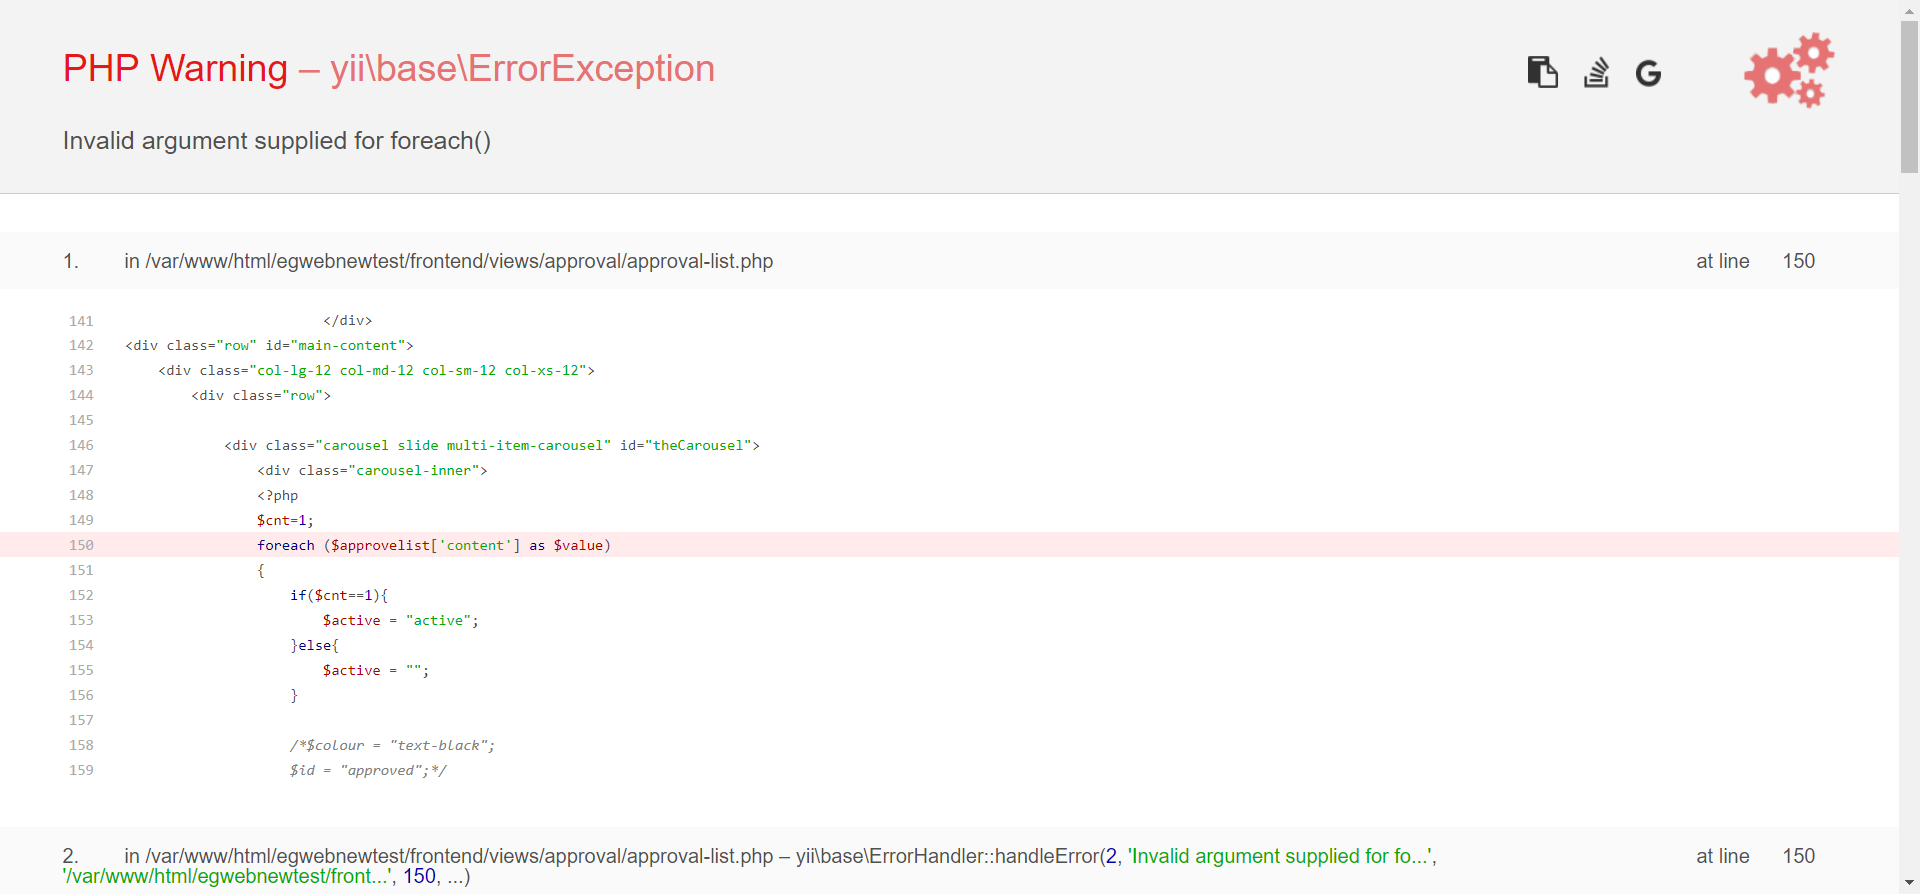 PHP Warning – yii\base\ErrorException
Invalid argument supplied for foreach()
1. in /var/www/html/egwebnewtest/frontend/views/approval/approval-list.php at line 150
141 </div>
142 <div class="row" id="main-content">
143 <div class="col-lg-12 col-md-12 col-sm-12 col-xs-12">
144 <div class="row">
145
146 <div class="carousel slide multi-item-carousel" id="theCarousel">
147 <div class="carousel-inner">
148 <?php
149 $cnt=1;
150 foreach ($approvelist['content'] as $value)
151 {
152 if($cnt==1){
153 $active = "active";
154 }else{
155 $active = "";
156 }
157
158 /*$colour = "text-black";
159 $id = "approved";*/
2. in /var/www/html/egwebnewtest/frontend/views/approval/approval-list.php – yii\base\ErrorHandler::handleError(2, 'Invalid argument supplied for fo...', at line 150
'/var/www/html/egwebnewtest/front...', 150, ...)